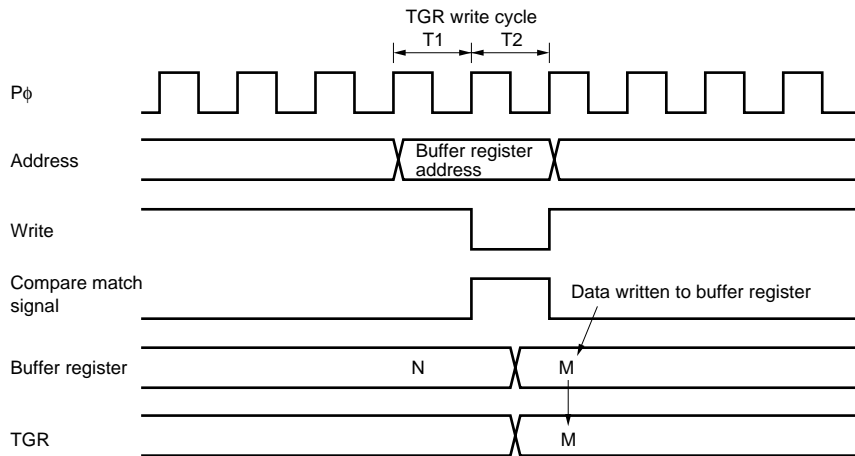 TGR write cycle
T1 T2
Pϕ
Address
Buffer register
address
Write
Compare match
signal
Data written to buffer register
Buffer register
N M
TGR
M